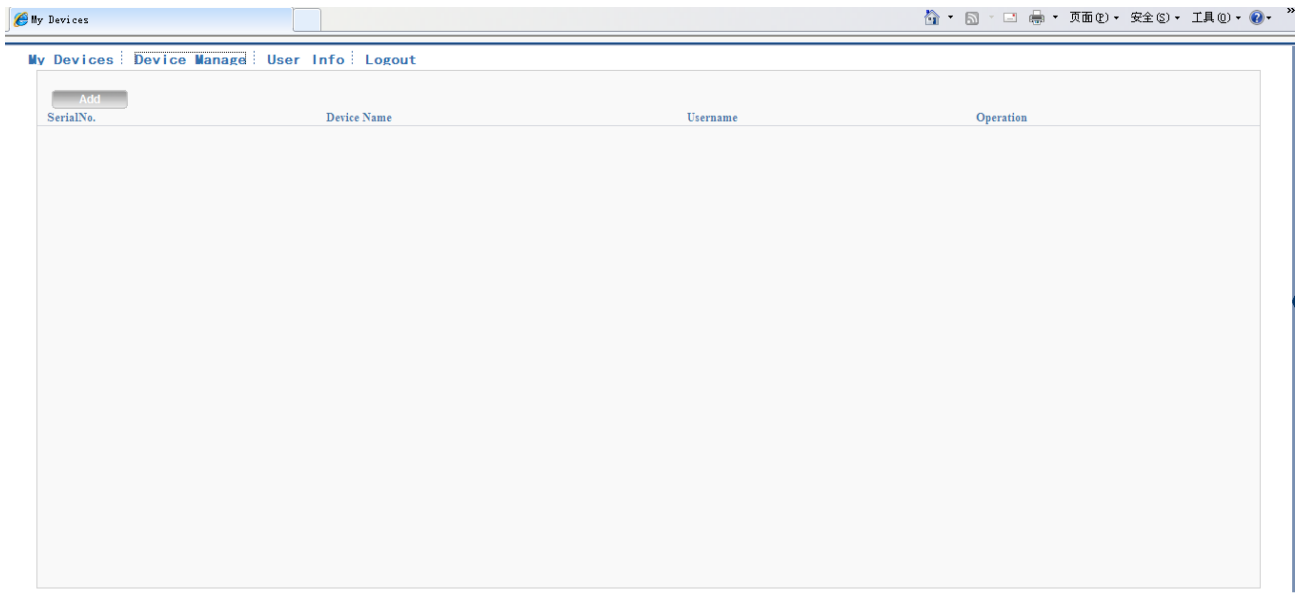 My Devices 页面(P) 安全(S) 工具(O) »
My Devices Device Manage User Info Logout
Add
SerialNo. Device Name Username Operation